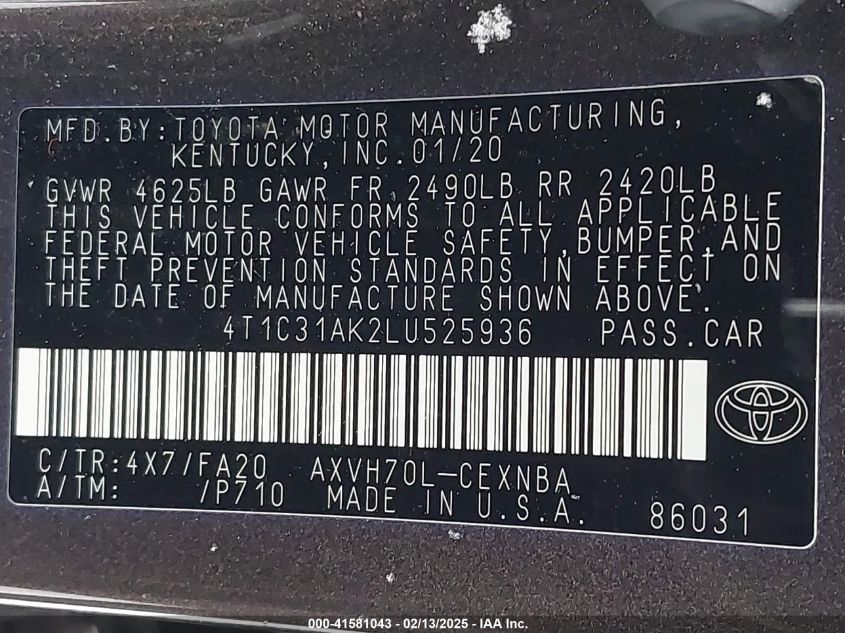 MFD.BY:TOYOTA MOTOR MANUFACTURING,
KENTUCKY,INC.01/20
GVWR 4625LB GAWR FR 2490LB RR 2420LB
THIS VEHICLE CONFORMS TO ALL APPLICABLE
FEDERAL MOTOR VEHICLE SAFETY,BUMPER,AND
THEFT PREVENTION STANDARDS IN EFFECT ON
THE DATE OF MANUFACTURE SHOWN ABOVE.
4T1C31AK2LU525936 PASS.CAR
C/TR:4X7/FA20 AXVH70L-CEXNBA
A/TM: /P710 MADE IN U.S.A. 86031
000-41581043 - 02/13/2025 - IAA Inc.